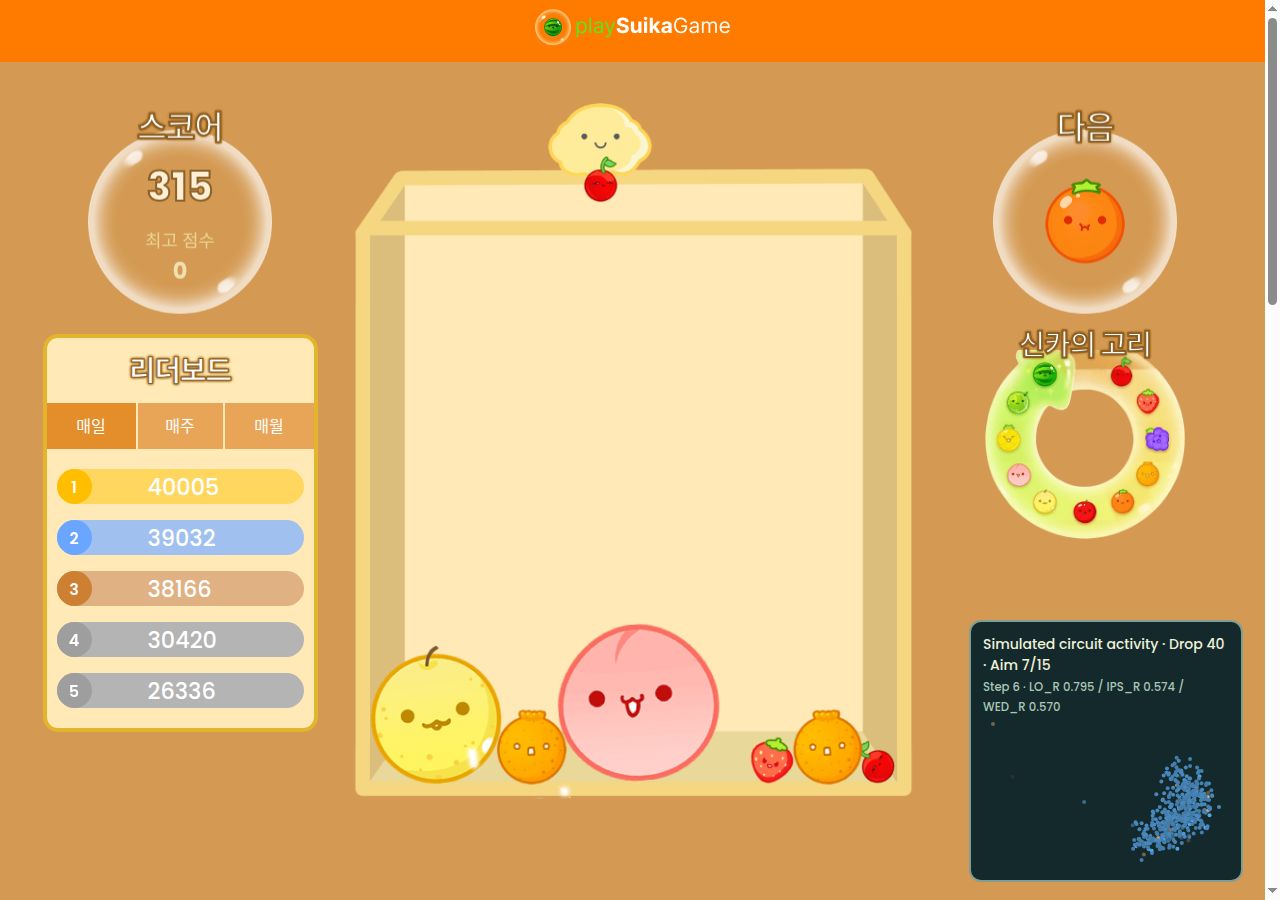 playSuikaGame
스코어
315
최고 점수
0
다음
신카의 고리
리더보드
매일 매주 매월
1 40005
2 39032
3 38166
4 30420
5 26336
Simulated circuit activity · Drop 40
· Aim 7/15
Step 6 · LO_R 0.795 / IPS_R 0.574 /
WED_R 0.570